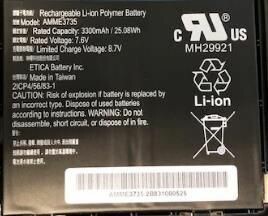 Rechargeable Li-ion Polymer Battery
AMME3735
Rated Capacity: 3300mAh / 25.08Wh
Rated Voltage: 7.6V
Limited Charge Voltage: 8.7V
ETICA Battery Inc.
Made in Taiwan
2ICP4/56/83-1
CAUTION: Risk of explosion if battery is replaced by
an incorrect type. Dispose of used batteries
according to instructions. WARNING: Do not
disassemble, short circuit, or dispose in fire.
C RU US
MH29921
Li-ion